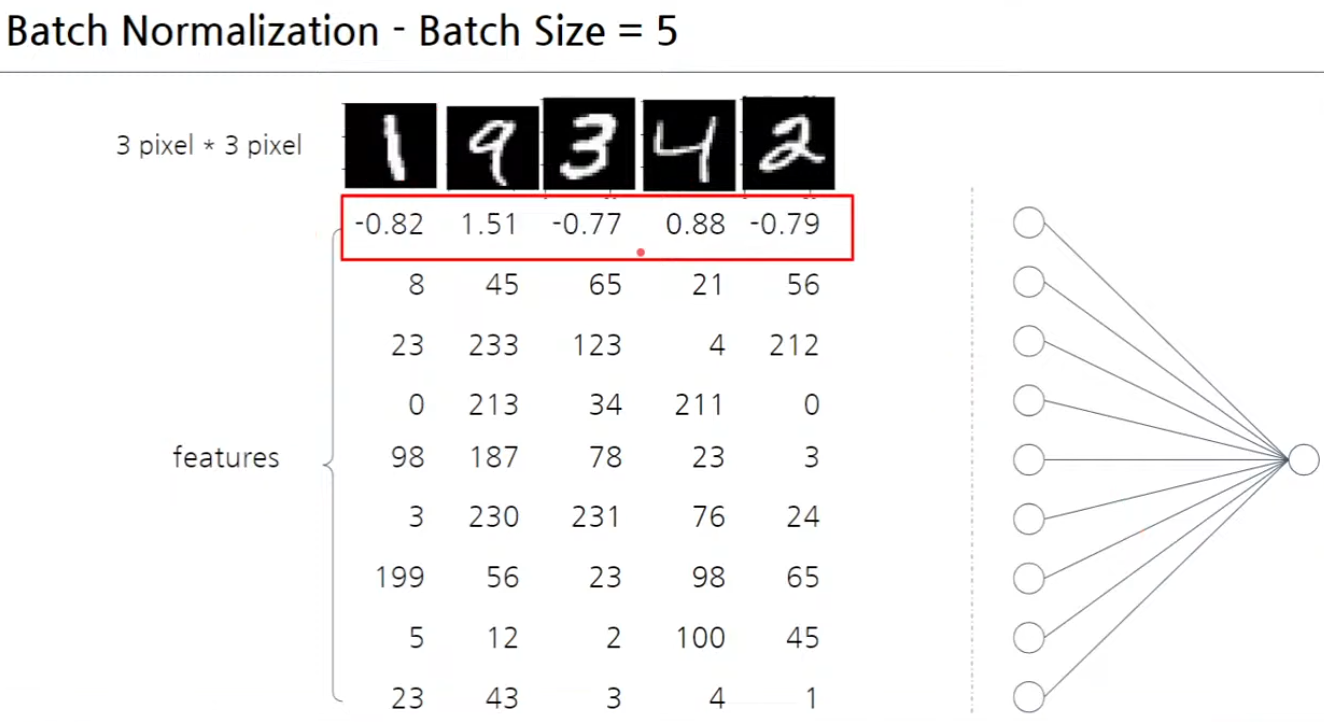 Batch Normalization - Batch Size = 5
3 pixel * 3 pixel
1 9 3 4 2
-0.82 1.51 -0.77 0.88 -0.79
8 45 65 21 56
23 233 123 4 212
0 213 34 211 0
features 98 187 78 23 3
3 230 231 76 24
199 56 23 98 65
5 12 2 100 45
23 43 3 4 1